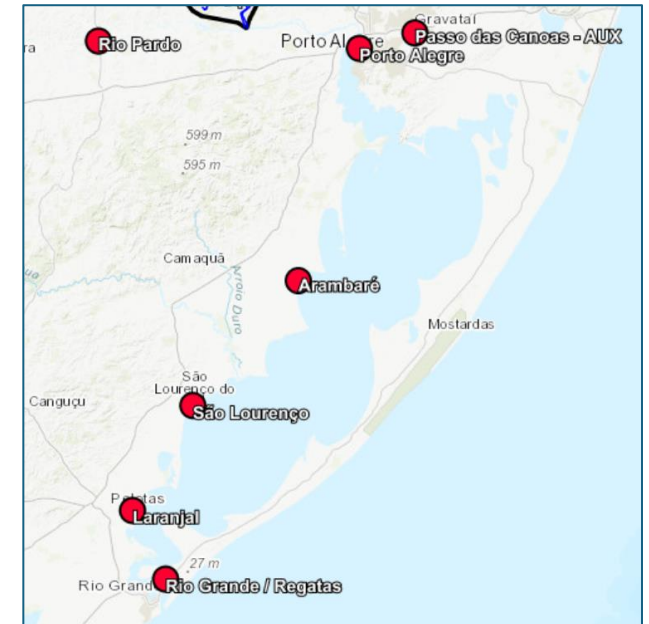 Gravataí
Passo das Canoas - AUX
Porto Alegre
Porto Alegre
Rio Pardo
599 m
595 m
Camaquã
Arroio Duro
Arambaré
Mostardas
São
Lourenço do
São Lourenço
Canguçu
Pelotas
Laranjal
27 m
Rio Grande
Rio Grande / Regatas